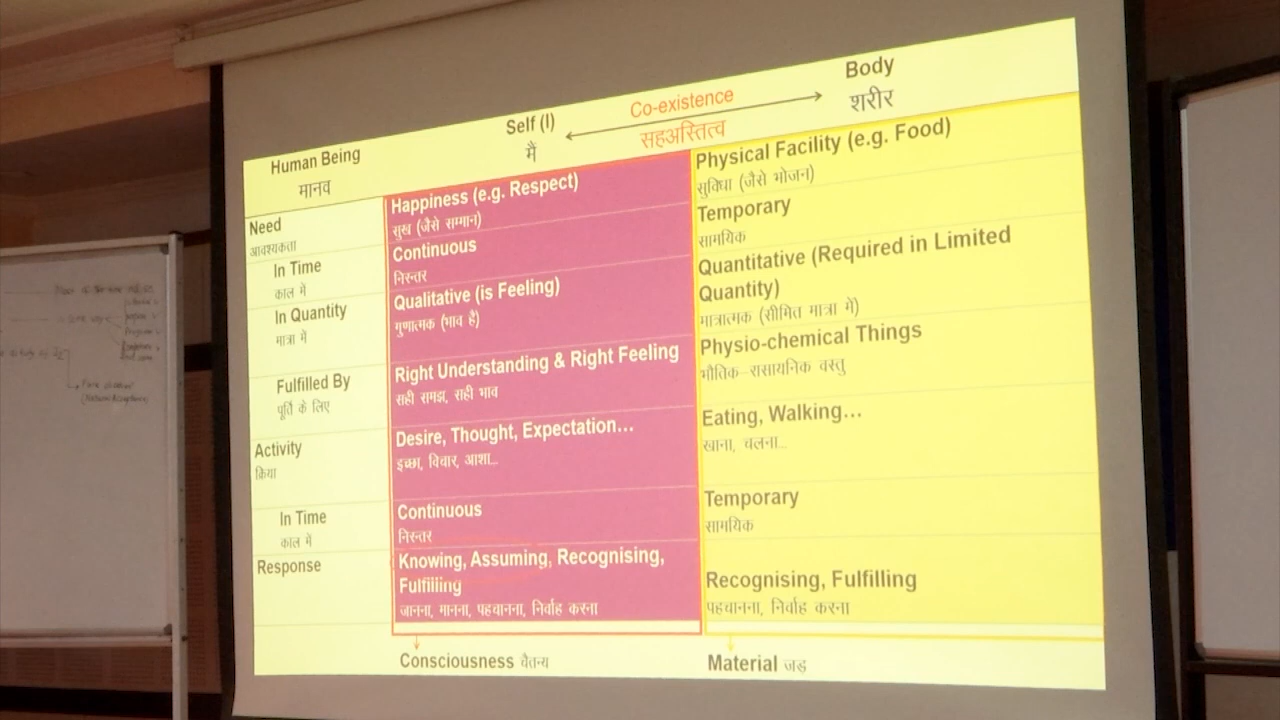 Human Being
मानव
Self (I)
मैं
Co-existence
सहअस्तित्व
Body
शरीर
Need
आवश्यकता
Happiness (e.g. Respect)
सुख (जैसे सम्मान)
Physical Facility (e.g. Food)
सुविधा (जैसे भोजन)
In Time
काल में
Continuous
निरन्तर
Temporary
सामयिक
In Quantity
मात्रा में
Qualitative (is Feeling)
गुणात्मक (भाव है)
Quantitative (Required in Limited
Quantity)
मात्रात्मक (सीमित मात्रा में)
Fulfilled By
पूर्ति के लिए
Right Understanding & Right Feeling
सही समझ, सही भाव
Physio-chemical Things
भौतिक-रासायनिक वस्तु
Activity
क्रिया
Desire, Thought, Expectation…
इच्छा, विचार, आशा…
Eating, Walking…
खाना, चलना…
In Time
काल में
Continuous
निरन्तर
Temporary
सामयिक
Response
Knowing, Assuming, Recognising,
Fulfilling
जानना, मानना, पहचानना, निर्वाह करना
Recognising, Fulfilling
पहचानना, निर्वाह करना
Consciousness चैतन्य
Material जड़
(Natural Acceptance)